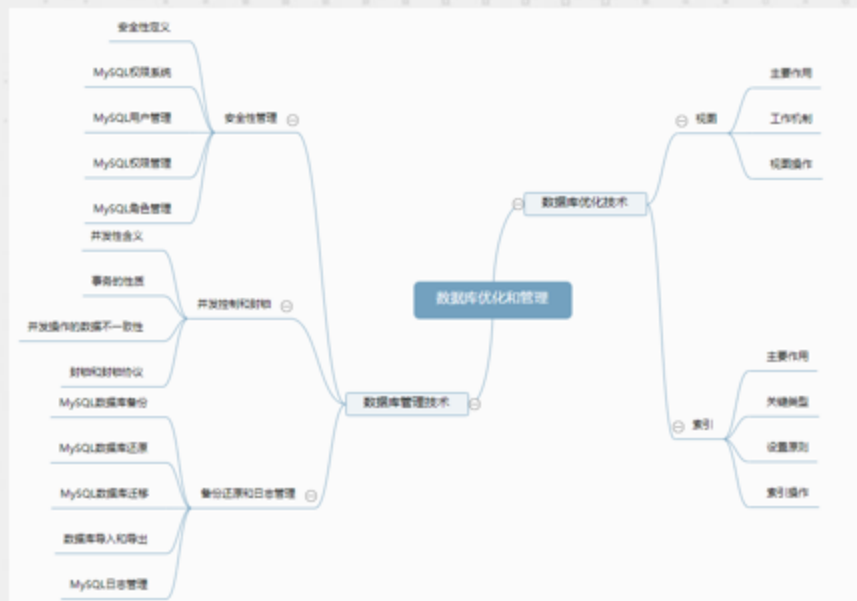 安全性定义
MySQL权限系统
MySQL用户管理
MySQL权限管理
MySQL角色管理
安全性管理
并发性含义
事务的性质
并发操作的数据不一致性
封锁和封锁协议
并发控制和封锁
MySQL数据库备份
MySQL数据库还原
MySQL数据库迁移
数据库导入和导出
MySQL日志管理
备份还原和日志管理
数据库管理技术
数据库优化和管理
数据库优化技术
视图
主要作用
工作机制
视图操作
索引
主要作用
关键类型
设置原则
索引操作